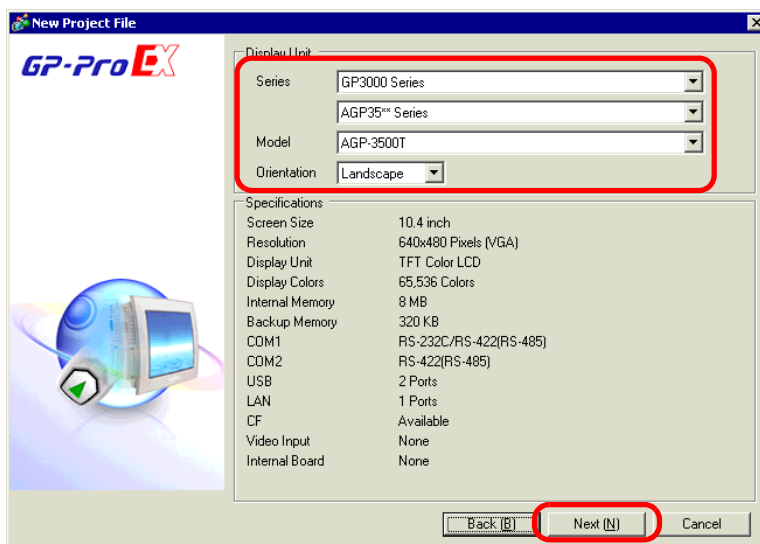 New Project File
GP-Pro EX
Display Unit
Series GP3000 Series
AGP35** Series
Model AGP-3500T
Orientation Landscape
Specifications
Screen Size 10.4 inch
Resolution 640x480 Pixels (VGA)
Display Unit TFT Color LCD
Display Colors 65,536 Colors
Internal Memory 8 MB
Backup Memory 320 KB
COM1 RS-232C/RS-422(RS-485)
COM2 RS-422(RS-485)
USB 2 Ports
LAN 1 Ports
CF Available
Video Input None
Internal Board None
Back (B) Next (N) Cancel